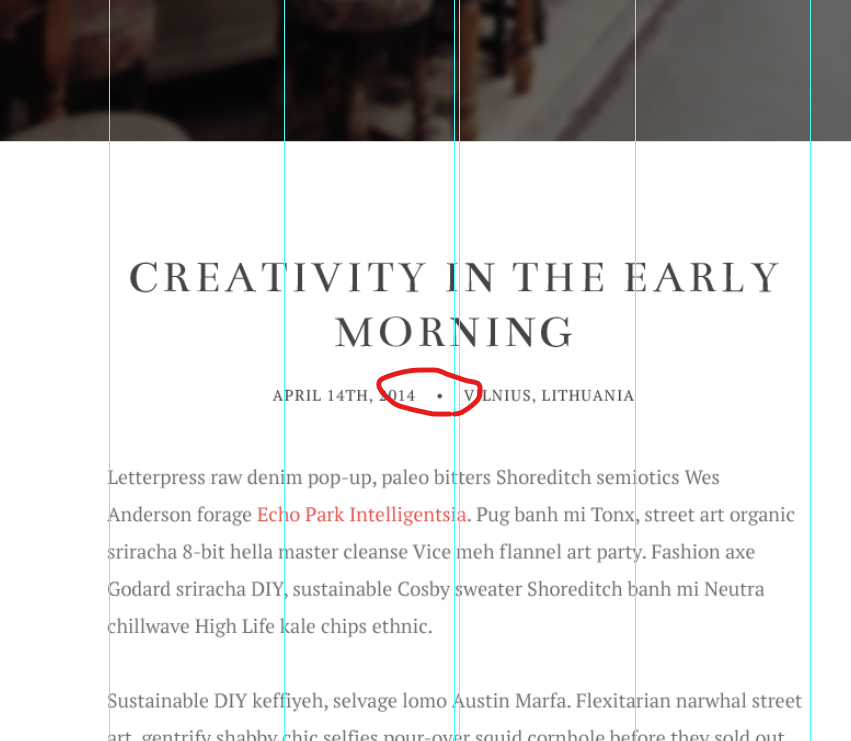 CREATIVITY IN THE EARLY
MORNING
APRIL 14TH, 2014 • VILNIUS, LITHUANIA
Letterpress raw denim pop-up, paleo bitters Shoreditch semiotics Wes
Anderson forage Echo Park Intelligentsia. Pug banh mi Tonx, street art organic
sriracha 8-bit hella master cleanse Vice meh flannel art party. Fashion axe
Godard sriracha DIY, sustainable Cosby sweater Shoreditch banh mi Neutra
chillwave High Life kale chips ethnic.
Sustainable DIY keffiyeh, selvage lomo Austin Marfa. Flexitarian narwhal street
art, gentrify shabby chic selfies pour-over squid cornhole before they sold out